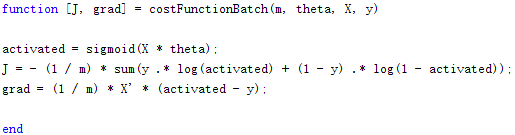 function [J, grad] = costFunctionBatch(m, theta, X, y)
activated = sigmoid(X * theta);
J = - (1 / m) * sum(y .* log(activated) + (1 - y) .* log(1 - activated));
grad = (1 / m) * X' * (activated - y);
end